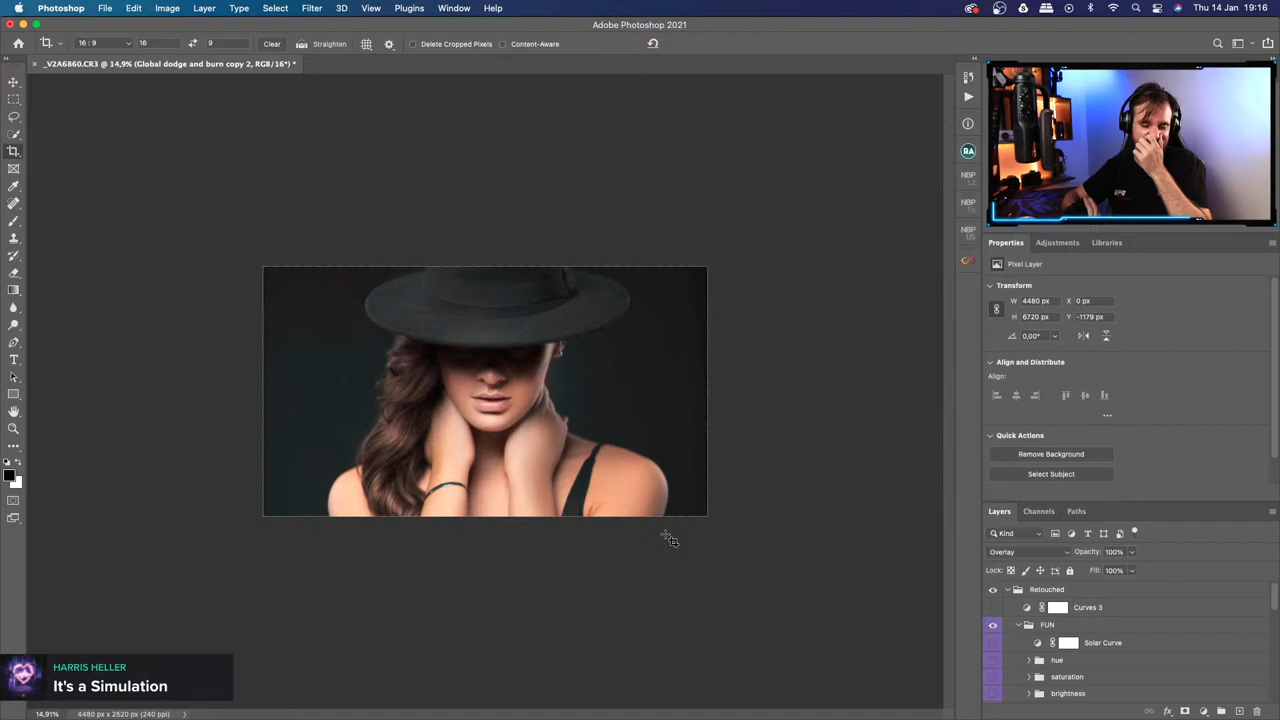 Photoshop File Edit Image Layer Type Select Filter 3D View Plugins Window Help Thu 14 Jan 19:16
Adobe Photoshop 2021
16 : 9 16 9 Clear Straighten Delete Cropped Pixels Content-Aware
_V2A6860.CR3 @ 14,9% (Global dodge and burn copy 2, RGB/16*) *
RA
NBP
NBP
NBP
US
Properties Adjustments Libraries
Pixel Layer
Transform
W 4480 px X 0 px
H 6720 px Y -1179 px
0,00°
Align and Distribute
Align:
Quick Actions
Remove Background
Select Subject
Layers Channels Paths
Kind
Overlay Opacity: 100%
Lock: Fill: 100%
Retouched
Curves 3
FUN
Solar Curve
hue
saturation
brightness
HARRIS HELLER
It's a Simulation
14,91% 4480 px x 2520 px (240 ppi)